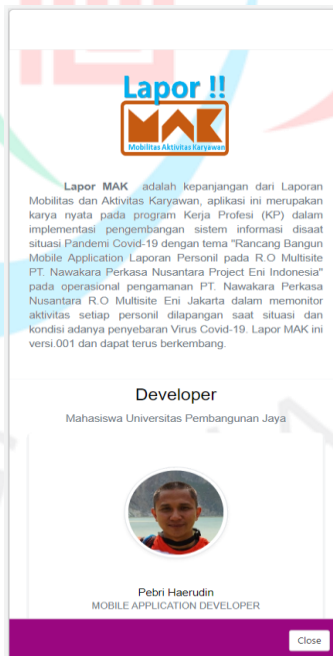 Lapor !!
MAK
Mobilitas Aktivitas Karyawan
Lapor MAK adalah kepanjangan dari Laporan
Mobilitas dan Aktivitas Karyawan, aplikasi ini merupakan
karya nyata pada program Kerja Profesi (KP) dalam
implementasi pengembangan sistem informasi disaat
situasi Pandemi Covid-19 dengan tema "Rancang Bangun
Mobile Application Laporan Personil pada R.O Multisite
PT. Nawakara Perkasa Nusantara Project Eni Indonesia"
pada operasional pengamanan PT. Nawakara Perkasa
Nusantara R.O Multisite Eni Jakarta dalam memonitor
aktivitas setiap personil dilapangan saat situasi dan
kondisi adanya penyebaran Virus Covid-19. Lapor MAK ini
versi.001 dan dapat terus berkembang.
Developer
Mahasiswa Universitas Pembangunan Jaya
Pebri Haerudin
MOBILE APPLICATION DEVELOPER
Close